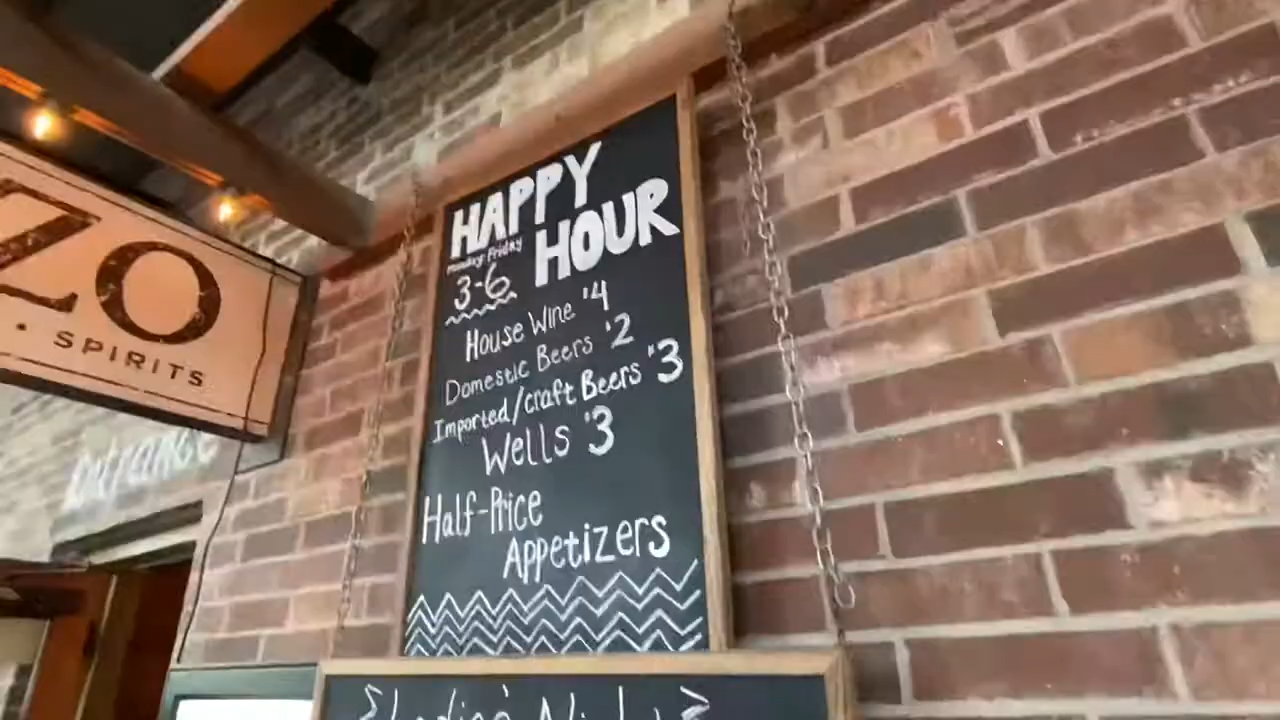 ZO
• SPIRITS
Entrance
HAPPY
HOUR
Monday-Friday
3-6
House Wine $4
Domestic Beers $2
Imported/craft Beers $3
Wells $3
Half-Price
Appetizers